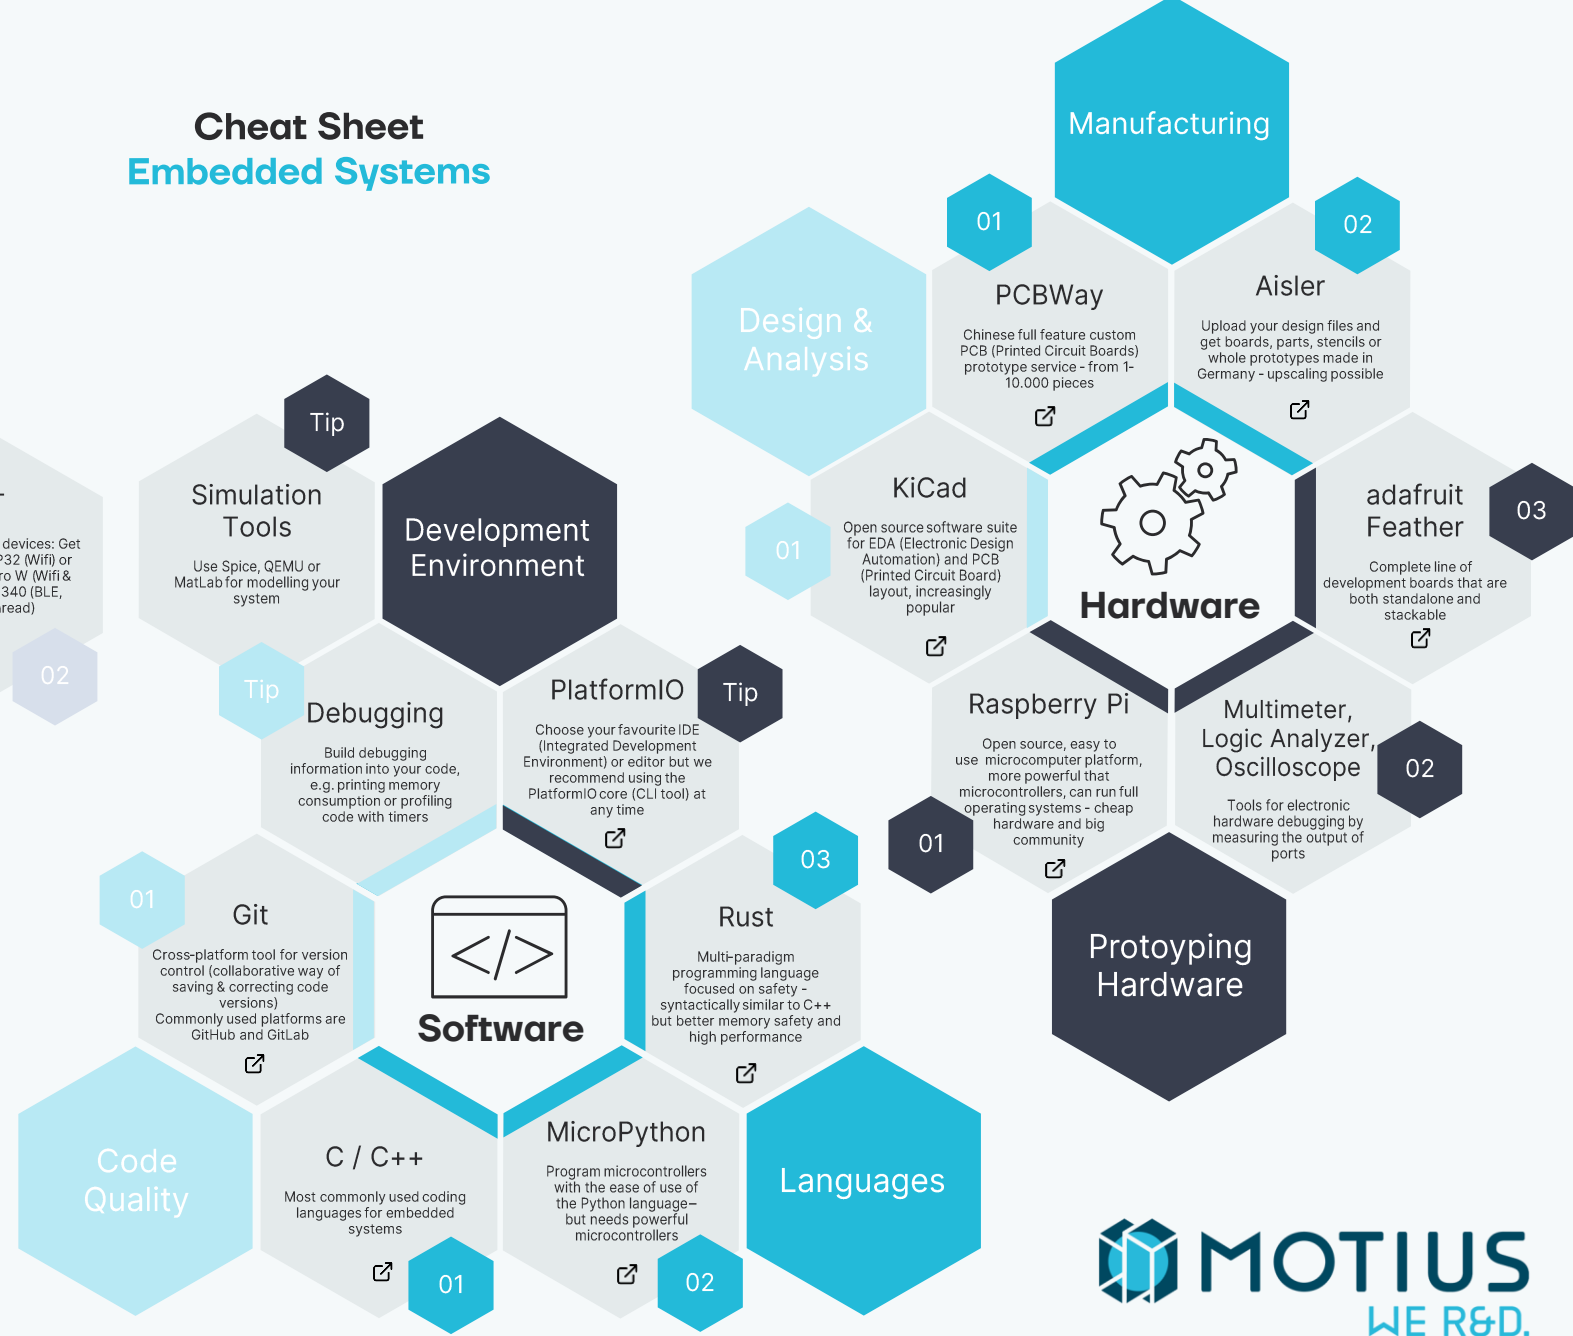 Cheat Sheet
Embedded Systems
Manufacturing
01
PCBWay
Chinese full feature custom
PCB (Printed Circuit Boards)
prototype service - from 1-
10.000 pieces
02
Aisler
Upload your design files and
get boards, parts, stencils or
whole prototypes made in
Germany - upscaling possible
Design &
Analysis
01
KiCad
Open source software suite
for EDA (Electronic Design
Automation) and PCB
(Printed Circuit Board)
layout, increasingly
popular
Hardware
03
adafruit
Feather
Complete line of
development boards that are
both standalone and
stackable
01
Raspberry Pi
Open source, easy to
use microcomputer platform,
more powerful that
microcontrollers, can run full
operating systems - cheap
hardware and big
community
02
Multimeter,
Logic Analyzer,
Oscilloscope
Tools for electronic
hardware debugging by
measuring the output of
ports
Protoyping
Hardware
devices: Get
P32 (Wifi) or
ro W (Wifi &
340 (BLE,
read)
02
Tip
Simulation
Tools
Use Spice, QEMU or
MatLab for modelling your
system
Development
Environment
Tip
Debugging
Build debugging
information into your code,
e.g. printing memory
consumption or profiling
code with timers
Tip
PlatformIO
Choose your favourite IDE
(Integrated Development
Environment) or editor but we
recommend using the
PlatformIO core (CLI tool) at
any time
01
Git
Cross-platform tool for version
control (collaborative way of
saving & correcting code
versions)
Commonly used platforms are
GitHub and GitLab
</>
Software
03
Rust
Multi-paradigm
programming language
focused on safety -
syntactically similar to C++
but better memory safety and
high performance
Code
Quality
C / C++
Most commonly used coding
languages for embedded
systems
01
MicroPython
Program microcontrollers
with the ease of use of
the Python language–
but needs powerful
microcontrollers
02
Languages
MOTIUS
WE R&D.